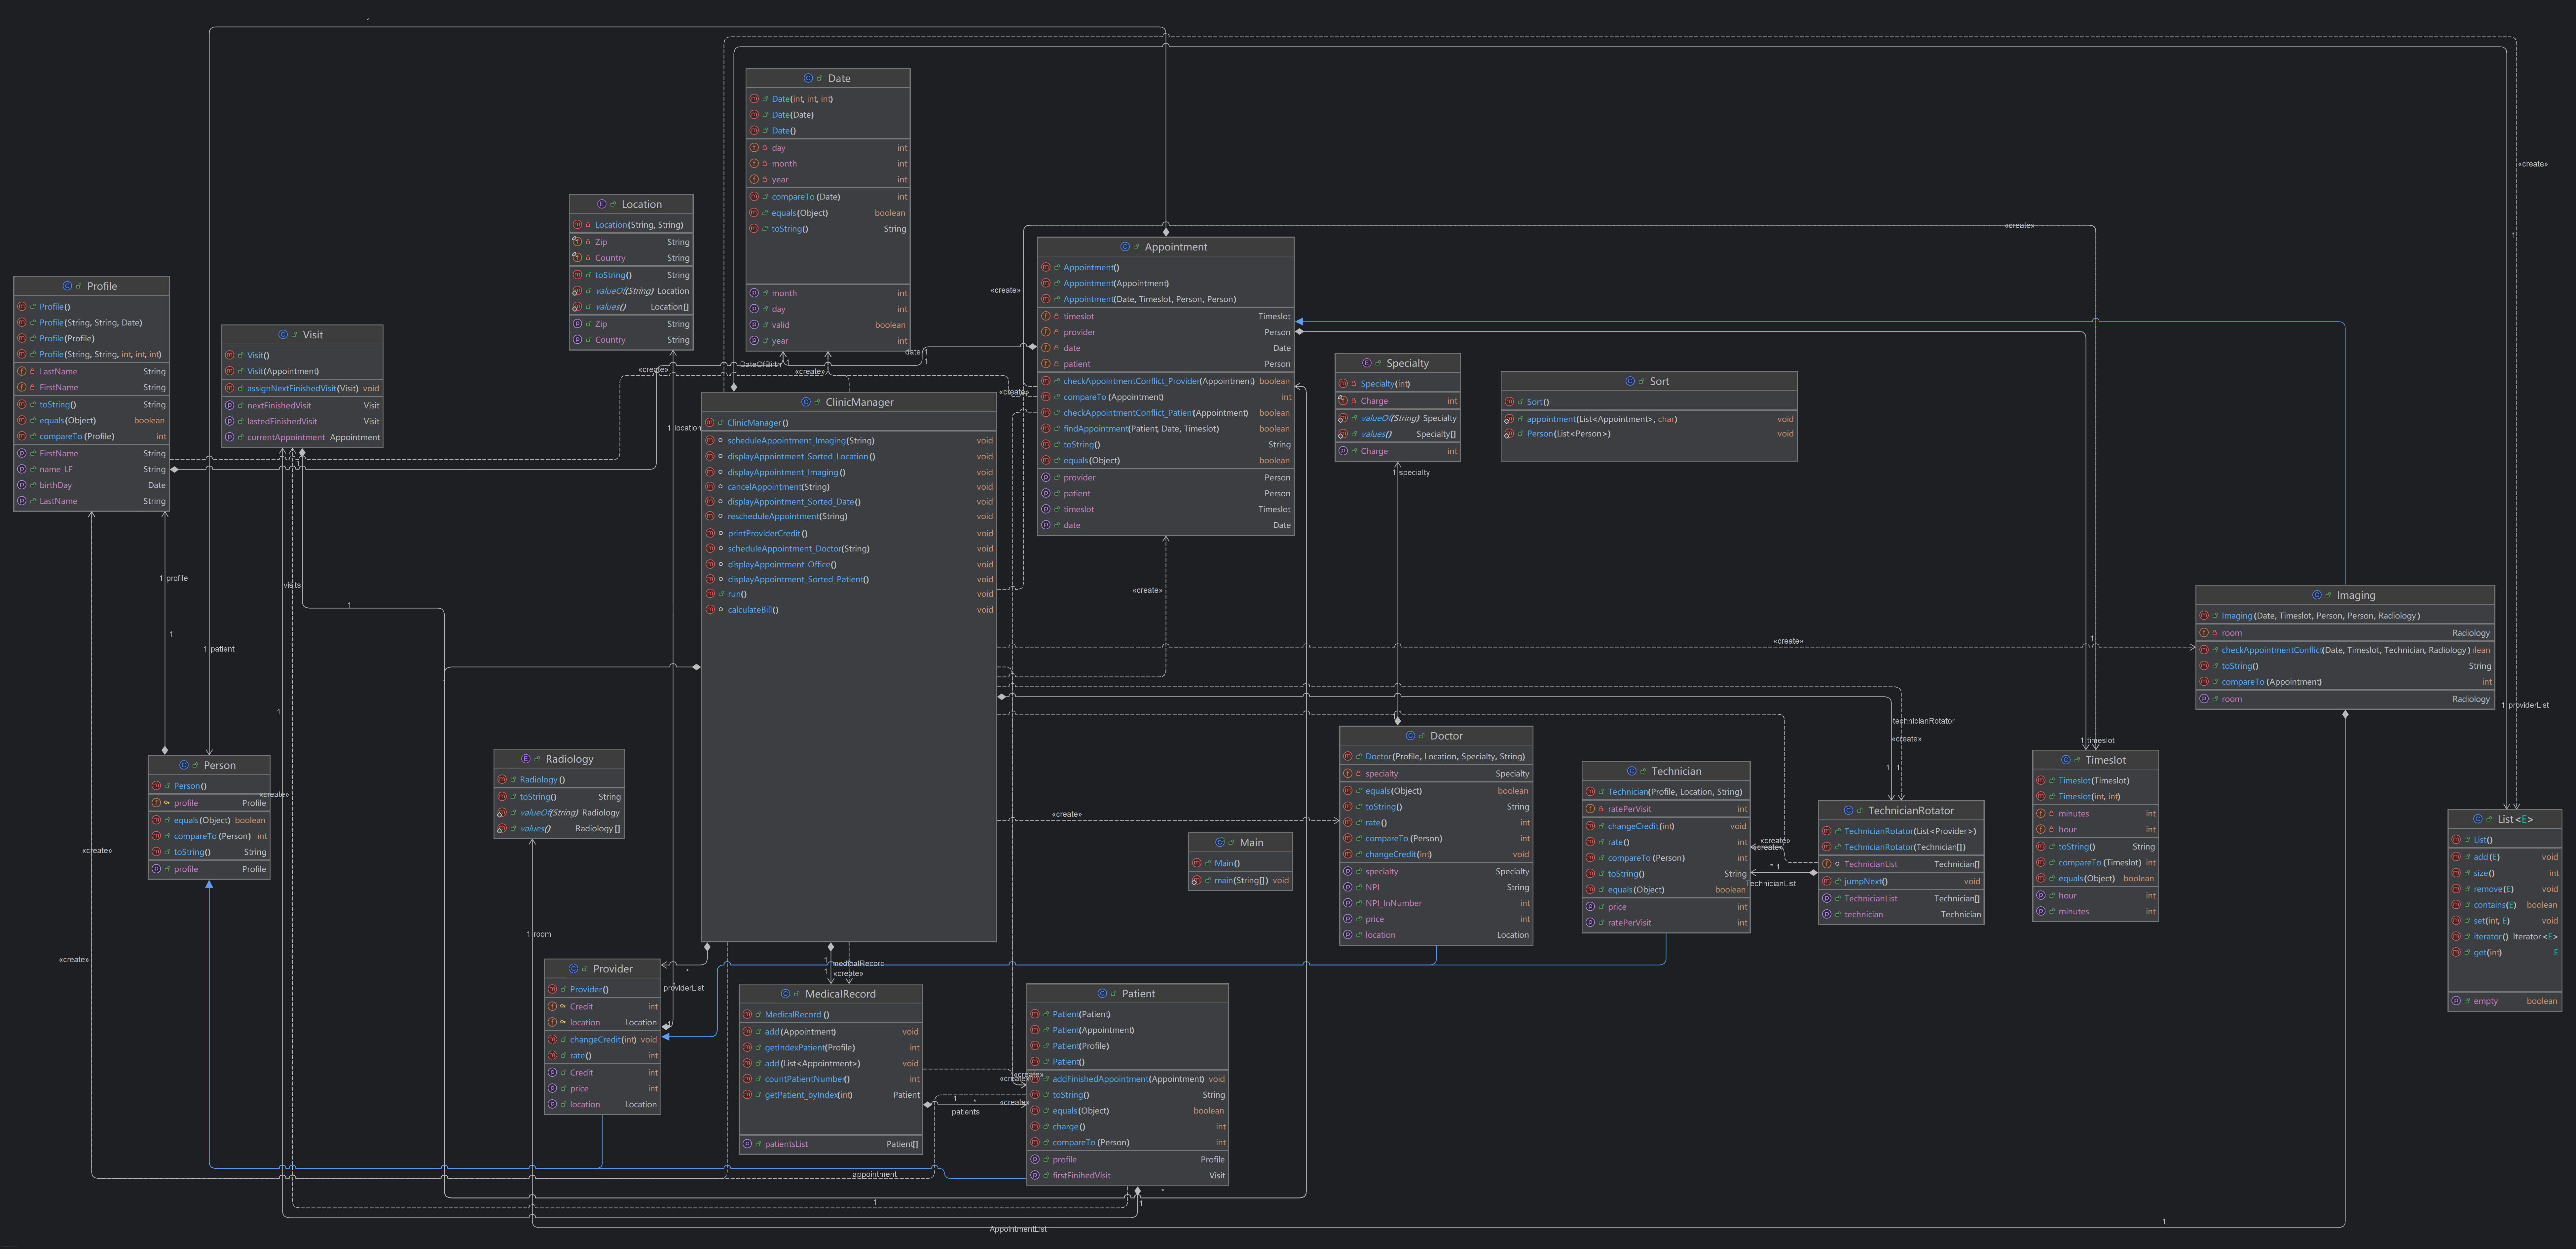 Date
Date(int, int, int)
Date(Date)
Date()
day int
month int
year int
compareTo (Date) int
equals(Object) boolean
toString() String
month int
day int
valid boolean
year int
Location
Location(String, String)
Zip String
Country String
toString() String
valueOf(String) Location
values() Location[]
Zip String
Country String
Appointment
Appointment()
Appointment(Appointment)
Appointment(Date, Timeslot, Person, Person)
timeslot Timeslot
provider Person
date Date
patient Person
checkAppointmentConflict_Provider(Appointment) boolean
compareTo (Appointment) int
checkAppointmentConflict_Patient(Appointment) boolean
findAppointment(Patient, Date, Timeslot) boolean
toString() String
equals(Object) boolean
provider Person
patient Person
timeslot Timeslot
date Date
Profile
Profile()
Profile(String, String, Date)
Profile(Profile)
Profile(String, String, int, int, int)
LastName String
FirstName String
toString() String
equals(Object) boolean
compareTo (Profile) int
FirstName String
name_LF String
birthDay Date
LastName String
Visit
Visit()
Visit(Appointment)
assignNextFinishedVisit(Visit) void
nextFinishedVisit Visit
lastedFinishedVisit Visit
currentAppointment Appointment
Specialty
Specialty(int)
Charge int
valueOf(String) Specialty
values() Specialty[]
Charge int
Sort
Sort()
appointment(List<Appointment>, char) void
Person(List<Person>) void
ClinicManager
ClinicManager()
scheduleAppointment_Imaging(String) void
displayAppointment_Sorted_Location() void
displayAppointment_Imaging() void
cancelAppointment(String) void
displayAppointment_Sorted_Date() void
rescheduleAppointment(String) void
printProviderCredit() void
scheduleAppointment_Doctor(String) void
displayAppointment_Office() void
displayAppointment_Sorted_Patient() void
run() void
calculateBill() void
Imaging
Imaging(Date, Timeslot, Person, Person, Radiology)
room Radiology
checkAppointmentConflict(Date, Timeslot, Technician, Radiology) lean
toString() String
compareTo (Appointment) int
room Radiology
Person
Person()
profile Profile
equals(Object) boolean
compareTo (Person) int
toString() String
profile Profile
Radiology
Radiology ()
toString() String
valueOf(String) Radiology
values() Radiology []
Doctor
Doctor(Profile, Location, Specialty, String)
specialty Specialty
equals(Object) boolean
toString() String
rate() int
compareTo (Person) int
changeCredit(int) void
specialty Specialty
NPI String
NPI_InNumber int
price int
location Location
Technician
Technician(Profile, Location, String)
ratePerVisit int
changeCredit(int) void
rate() int
compareTo (Person) int
toString() String
equals(Object) boolean
price int
ratePerVisit int
TechnicianRotator
TechnicianRotator(List<Provider>)
TechnicianRotator(Technician[])
TechnicianList Technician[]
jumpNext() void
TechnicianList Technician[]
technician Technician
Timeslot
Timeslot(Timeslot)
Timeslot(int, int)
minutes int
hour int
toString() String
compareTo (Timeslot) int
equals(Object) boolean
hour int
minutes int
List<E>
List()
add (E) void
size() int
remove(E) void
contains(E) boolean
set(int, E) void
iterator() Iterator<E>
get(int) E
empty boolean
Main
Main()
main(String[]) void
Provider
Provider()
Credit int
location Location
changeCredit(int) void
rate() int
Credit int
price int
location Location
MedicalRecord
MedicalRecord ()
add (Appointment) void
getIndexPatient(Profile) int
add (List<Appointment>) void
countPatientNumber() int
getPatient_byIndex(int) Patient
patientsList Patient[]
Patient
Patient(Patient)
Patient(Appointment)
Patient(Profile)
Patient()
addFinishedAppointment(Appointment) void
toString() String
equals(Object) boolean
charge () int
compareTo (Person) int
profile Profile
firstFinihedVisit Visit
1
«create»
1
«create»
«create»
date 1
1
DateOfBirth 1
«create»
«create»
«create»
1 location
1 specialty
1 profile
visits
1
«create»
1
1 patient
«create»
1
1
1 providerList
technicianRotator
«create»
1 timeslot
1
1
«create»
«create»
«create»
* 1
TechnicianList
«create»
«create»
1 room
*
providerList
1
1
medicalRecord
«create»
1
«create»
«create»
«create»
1
*
patients
appointment
1
*
1
AppointmentList
1